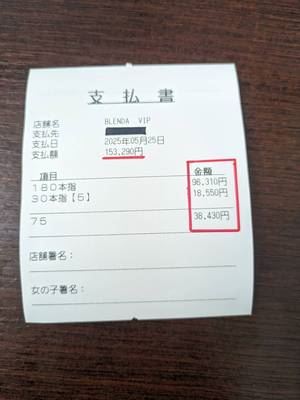 支 払 書
店舗名 BLENDA VIP
支払先
支払日 2025年05月25日
支払額 153,290円
項目 金額
180本指 96,310円
30本指【5】 18,550円
75 38,430円
店舗署名：
女の子署名：